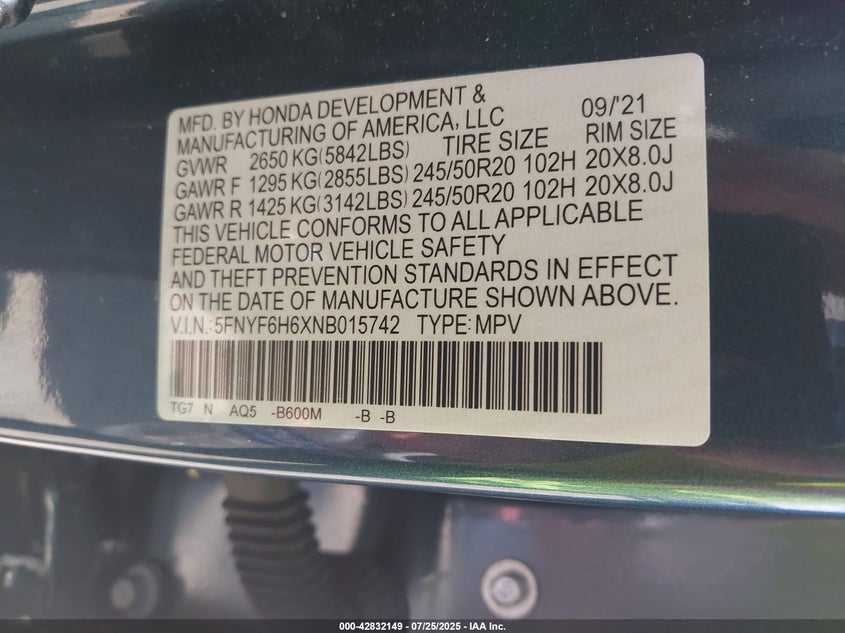 MFD. BY HONDA DEVELOPMENT & 09/'21
MANUFACTURING OF AMERICA, LLC
TIRE SIZE RIM SIZE
GVWR 2650 KG(5842LBS)
GAWR F 1295 KG(2855LBS) 245/50R20 102H 20X8.0J
GAWR R 1425 KG(3142LBS) 245/50R20 102H 20X8.0J
THIS VEHICLE CONFORMS TO ALL APPLICABLE
FEDERAL MOTOR VEHICLE SAFETY
AND THEFT PREVENTION STANDARDS IN EFFECT
ON THE DATE OF MANUFACTURE SHOWN ABOVE.
V.I.N.:5FNYF6H6XNB015742 TYPE:MPV
TG7 N AQ5 -B600M -B -B
000-42832149 - 07/25/2025 - IAA Inc.